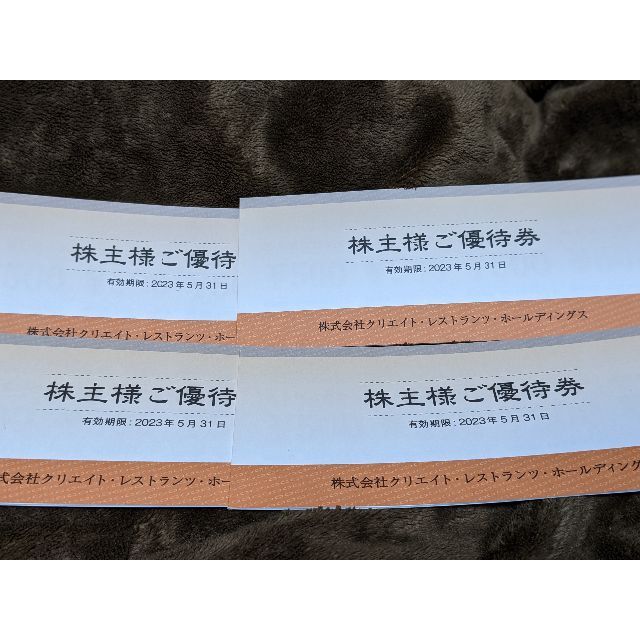 株主様ご優待
有効期限：2023年5月31日
株式会社クリエイト・レストランツ・ホー
株主様ご優待券
有効期限：2023年5月31日
株式会社クリエイト・レストランツ・ホールディングス
株主様ご優待
有効期限：2023年5月31日
株式会社クリエイト・レストランツ・ホー
株主様ご優待券
有効期限：2023年5月31日
株式会社クリエイト・レストランツ・ホールディングス